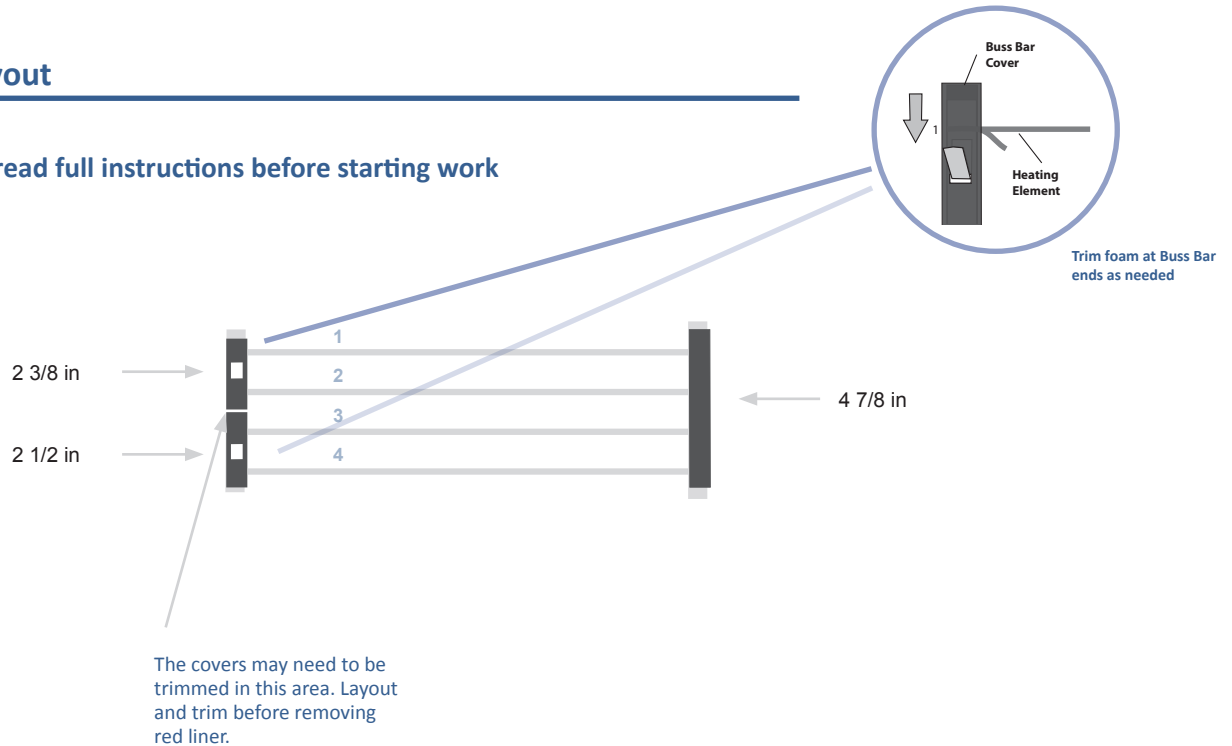 yout
read full instructions before starting work
Buss Bar
Cover
1
Heating
Element
Trim foam at Buss Bar
ends as needed
1
2 3/8 in
2
4 7/8 in
3
2 1/2 in
4
The covers may need to be
trimmed in this area. Layout
and trim before removing
red liner.